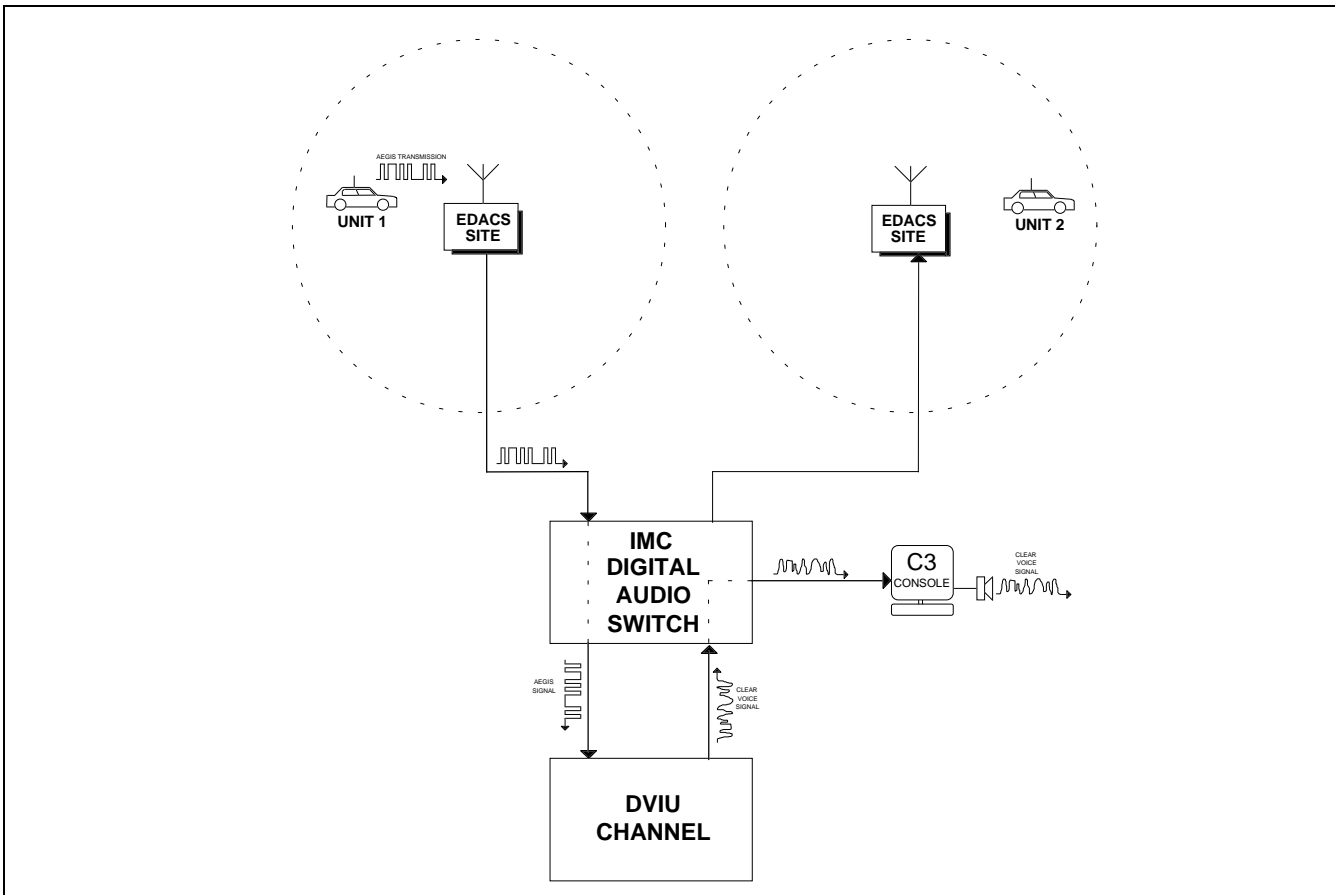 AEGIS TRANSMISSION
UNIT 1
EDACS
SITE
EDACS
SITE
UNIT 2
IMC
DIGITAL
AUDIO
SWITCH
C3
CONSOLE
CLEAR
VOICE
SIGNAL
AEGIS
SIGNAL
CLEAR
VOICE
SIGNAL
DVIU
CHANNEL